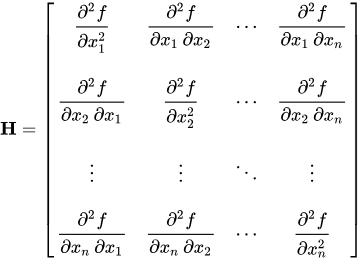 H = [ ∂²f/∂x₁² ∂²f/∂x₁ ∂x₂ ⋯ ∂²f/∂x₁ ∂xₙ
∂²f/∂x₂ ∂x₁ ∂²f/∂x₂² ⋯ ∂²f/∂x₂ ∂xₙ
⋮ ⋮ ⋱ ⋮
∂²f/∂xₙ ∂x₁ ∂²f/∂xₙ ∂x₂ ⋯ ∂²f/∂xₙ² ]